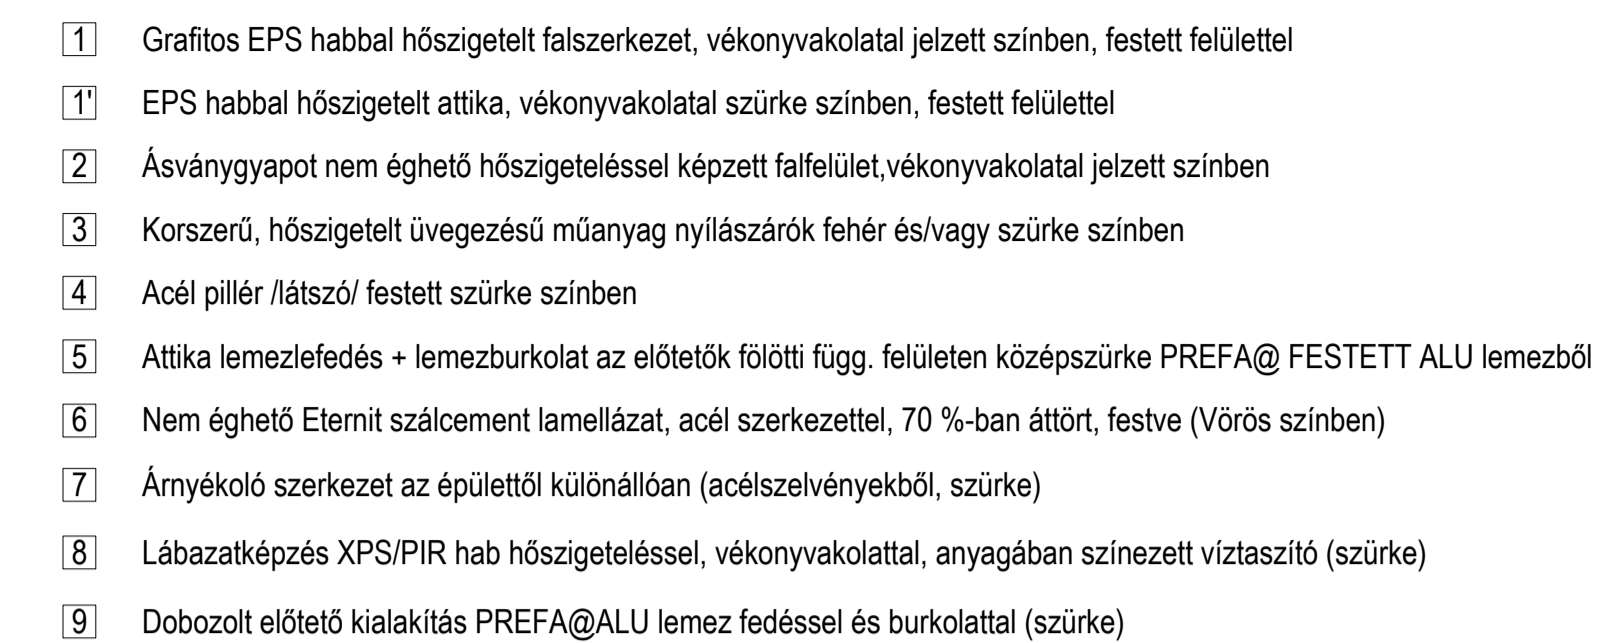 1 Grafitos EPS habbal hőszigetelt falszerkezet, vékonyvakolatal jelzett színben, festett felülettel
1' EPS habbal hőszigetelt attika, vékonyvakolatal szürke színben, festett felülettel
2 Ásványgyapot nem éghető hőszigeteléssel képzett falfelület,vékonyvakolatal jelzett színben
3 Korszerű, hőszigetelt üvegezésű műanyag nyílászárók fehér és/vagy szürke színben
4 Acél pillér /látszó/ festett szürke színben
5 Attika lemezlefedés + lemezburkolat az előtetők fölötti függ. felületen középszürke PREFA@ FESTETT ALU lemezből
6 Nem éghető Eternit szálcement lamellázat, acél szerkezettel, 70 %-ban áttört, festve (Vörös színben)
7 Árnyékoló szerkezet az épülettől különállóan (acélszelvényekből, szürke)
8 Lábazatképzés XPS/PIR hab hőszigeteléssel, vékonyvakolattal, anyagában színezett víztaszító (szürke)
9 Dobozolt előtető kialakítás PREFA@ALU lemez fedéssel és burkolattal (szürke)